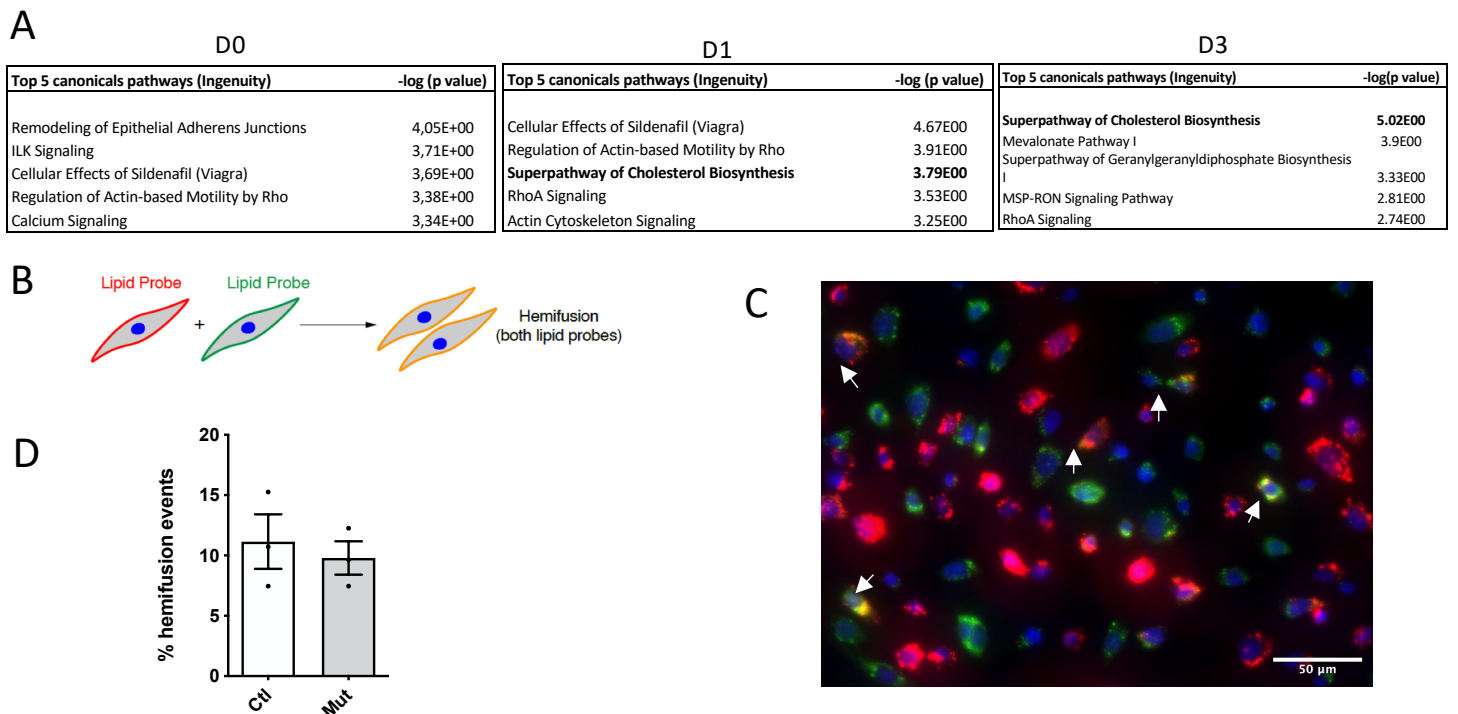 A
D0
Top 5 canonicals pathways (Ingenuity) -log (p value)
Remodeling of Epithelial Adherens Junctions 4,05E+00
ILK Signaling 3,71E+00
Cellular Effects of Sildenafil (Viagra) 3,69E+00
Regulation of Actin-based Motility by Rho 3,38E+00
Calcium Signaling 3,34E+00
D1
Top 5 canonicals pathways (Ingenuity) -log (p value)
Cellular Effects of Sildenafil (Viagra) 4.67E00
Regulation of Actin-based Motility by Rho 3.91E00
Superpathway of Cholesterol Biosynthesis 3.79E00
RhoA Signaling 3.53E00
Actin Cytoskeleton Signaling 3.25E00
D3
Top 5 canonicals pathways (Ingenuity) -log(p value)
Superpathway of Cholesterol Biosynthesis 5.02E00
Mevalonate Pathway I 3.9E00
Superpathway of Geranylgeranyldiphosphate Biosynthesis
I 3.33E00
MSP-RON Signaling Pathway 2.81E00
RhoA Signaling 2.74E00
B
Lipid Probe
+
Lipid Probe
Hemifusion
(both lipid probes)
C
50 µm
D
% hemifusion events
20
15
10
5
0
Ctl
Mut